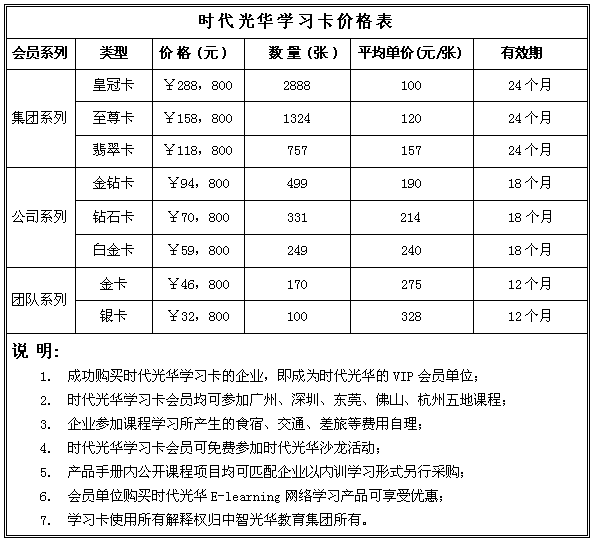 时代光华学习卡价格表
会员系列 类型 价格（元） 数量（张） 平均单价(元/张) 有效期
集团系列 皇冠卡 ￥288，800 2888 100 24个月
至尊卡 ￥158，800 1324 120 24个月
翡翠卡 ￥118，800 757 157 24个月
公司系列 金钻卡 ￥94，800 499 190 18个月
钻石卡 ￥70，800 331 214 18个月
白金卡 ￥59，800 249 240 18个月
团队系列 金卡 ￥46，800 170 275 12个月
银卡 ￥32，800 100 328 12个月
说 明:
1. 成功购买时代光华学习卡的企业，即成为时代光华的VIP会员单位；
2. 时代光华学习卡会员均可参加广州、深圳、东莞、佛山、杭州五地课程；
3. 企业参加课程学习所产生的食宿、交通、差旅等费用自理；
4. 时代光华学习卡会员可免费参加时代光华沙龙活动；
5. 产品手册内公开课程项目均可匹配企业以内训学习形式另行采购；
6. 会员单位购买时代光华E-learning网络学习产品可享受优惠；
7. 学习卡使用所有解释权归中智光华教育集团所有。